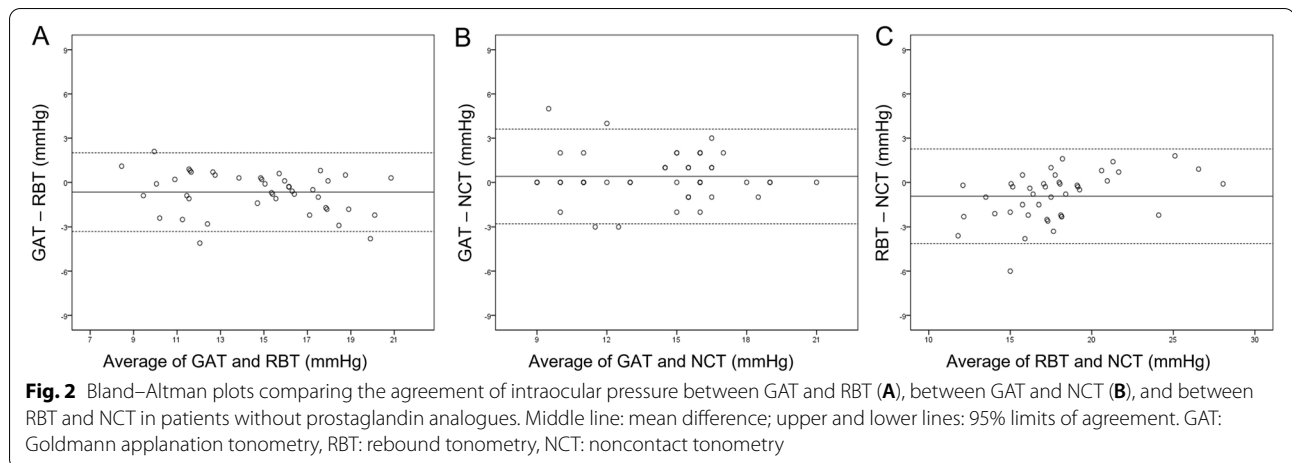 A
B
C
9
6
3
0
-3
-6
-9
GAT – RBT (mmHg)
7 9 11 13 15 17 19 21
Average of GAT and RBT (mmHg)
9
6
3
0
-3
-6
-9
GAT – NCT (mmHg)
9 12 15 18 21
Average of GAT and NCT (mmHg)
9
6
3
0
-3
-6
-9
RBT – NCT (mmHg)
10 15 20 25 30
Average of RBT and NCT (mmHg)
Fig. 2 Bland–Altman plots comparing the agreement of intraocular pressure between GAT and RBT (A), between GAT and NCT (B), and between
RBT and NCT in patients without prostaglandin analogues. Middle line: mean difference; upper and lower lines: 95% limits of agreement. GAT:
Goldmann applanation tonometry, RBT: rebound tonometry, NCT: noncontact tonometry